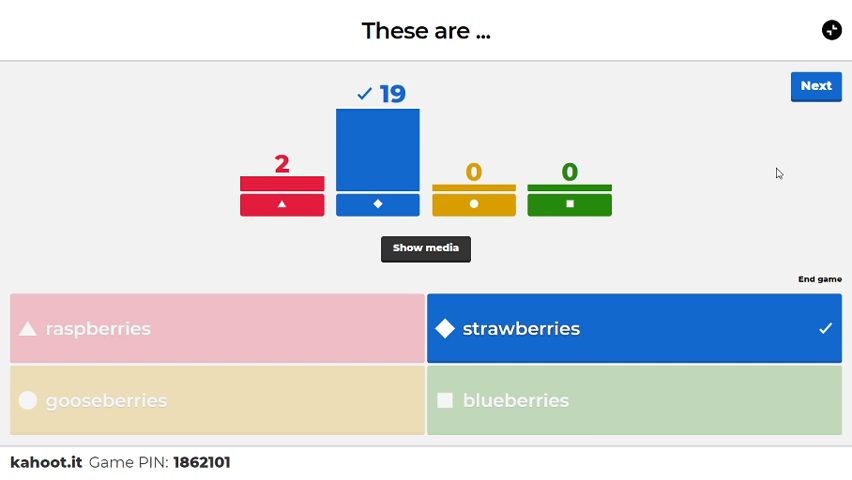 These are ...
Next
19
2
0
0
Show media
End game
raspberries
strawberries
gooseberries
blueberries
kahoot.it Game PIN: 1862101